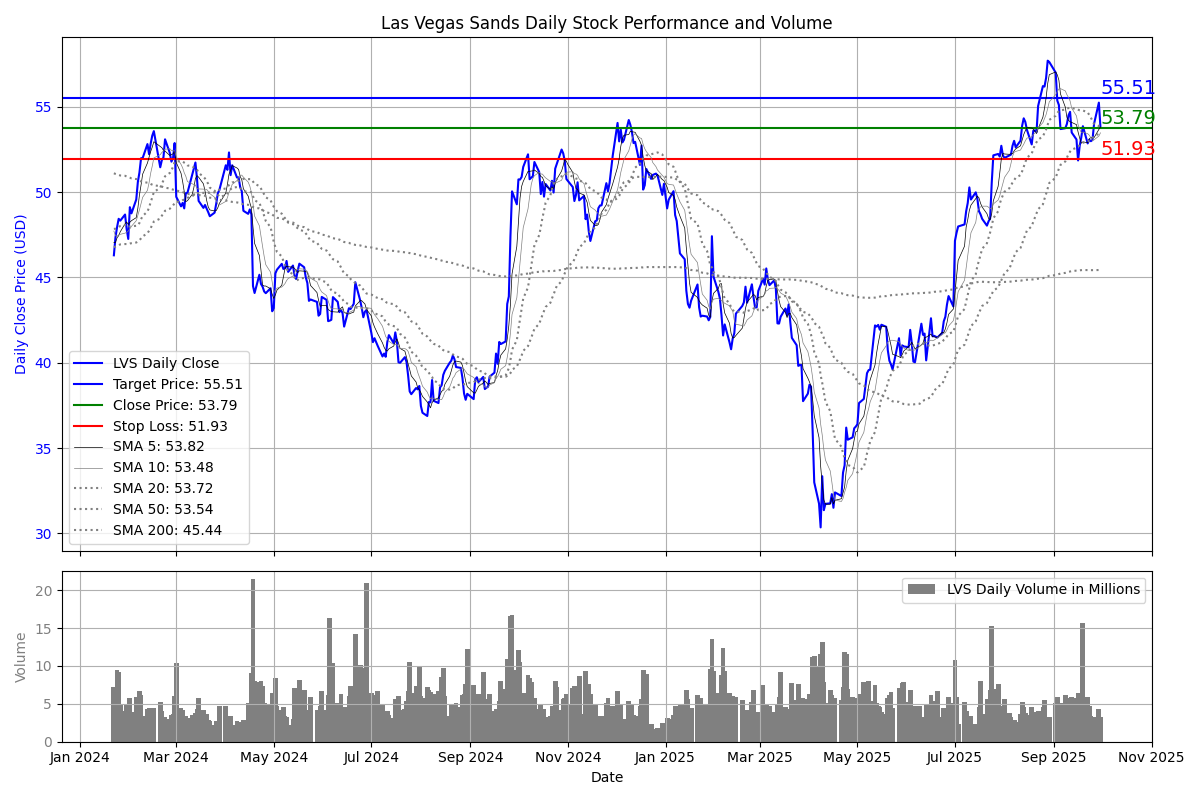 Las Vegas Sands Daily Stock Performance and Volume
Daily Close Price (USD)
55
50
45
40
35
30
55.51
53.79
51.93
LVS Daily Close
Target Price: 55.51
Close Price: 53.79
Stop Loss: 51.93
SMA 5: 53.82
SMA 10: 53.48
SMA 20: 53.72
SMA 50: 53.54
SMA 200: 45.44
Volume
20
15
10
5
0
LVS Daily Volume in Millions
Jan 2024 Mar 2024 May 2024 Jul 2024 Sep 2024 Nov 2024 Jan 2025 Mar 2025 May 2025 Jul 2025 Sep 2025 Nov 2025
Date